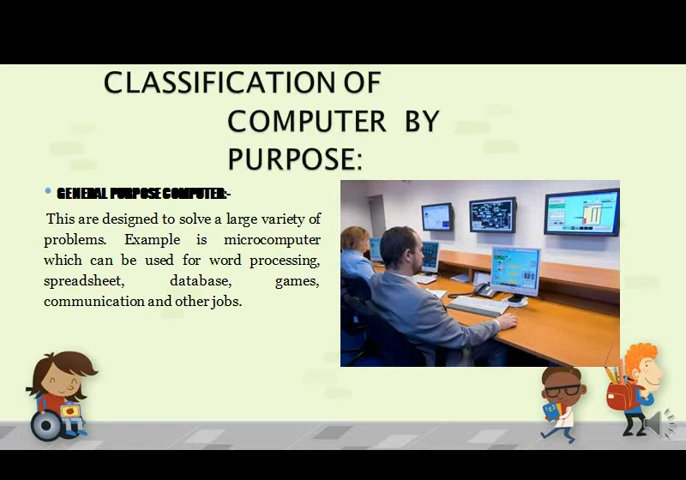 CLASSIFICATION OF
COMPUTER BY
PURPOSE:
• GENERAL PURPOSE COMPUTER:-
This are designed to solve a large variety of
problems. Example is microcomputer
which can be used for word processing,
spreadsheet, database, games,
communication and other jobs.